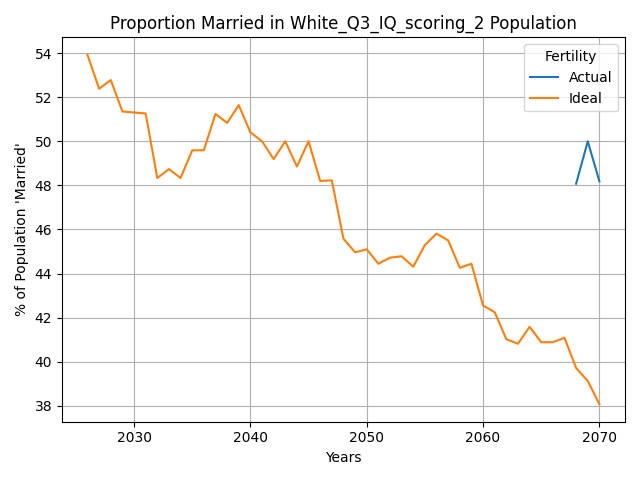 Proportion Married in White_Q3_IQ_scoring_2 Population
% of Population 'Married'
54
52
50
48
46
44
42
40
38
Fertility
Actual
Ideal
2030 2040 2050 2060 2070
Years